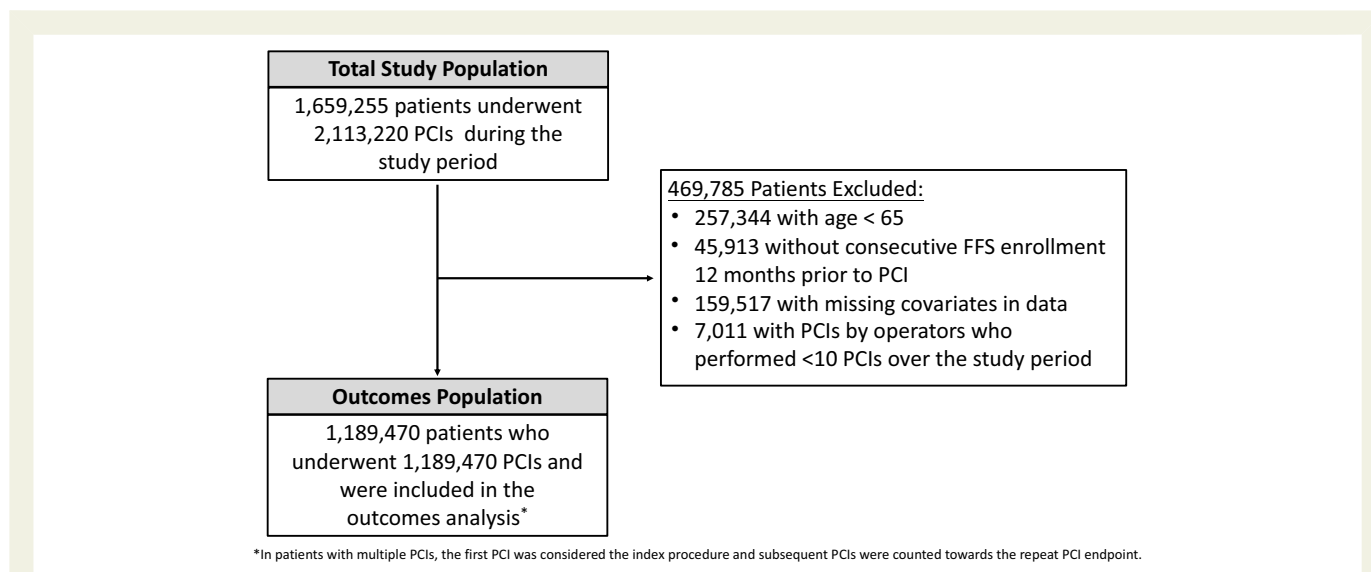 Total Study Population
1,659,255 patients underwent
2,113,220 PCIs during the
study period
469,785 Patients Excluded:
• 257,344 with age < 65
• 45,913 without consecutive FFS enrollment
12 months prior to PCI
• 159,517 with missing covariates in data
• 7,011 with PCIs by operators who
performed <10 PCIs over the study period
Outcomes Population
1,189,470 patients who
underwent 1,189,470 PCIs and
were included in the
outcomes analysis*
*In patients with multiple PCIs, the first PCI was considered the index procedure and subsequent PCIs were counted towards the repeat PCI endpoint.